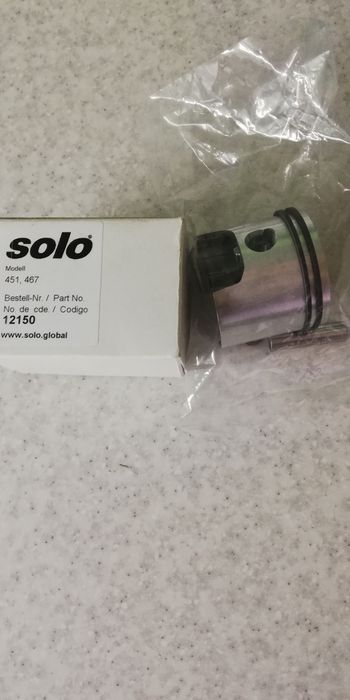 solo®
Modell
451, 467
Bestell-Nr. / Part No.
No. de cde. / Codigo
12150
www.solo.global